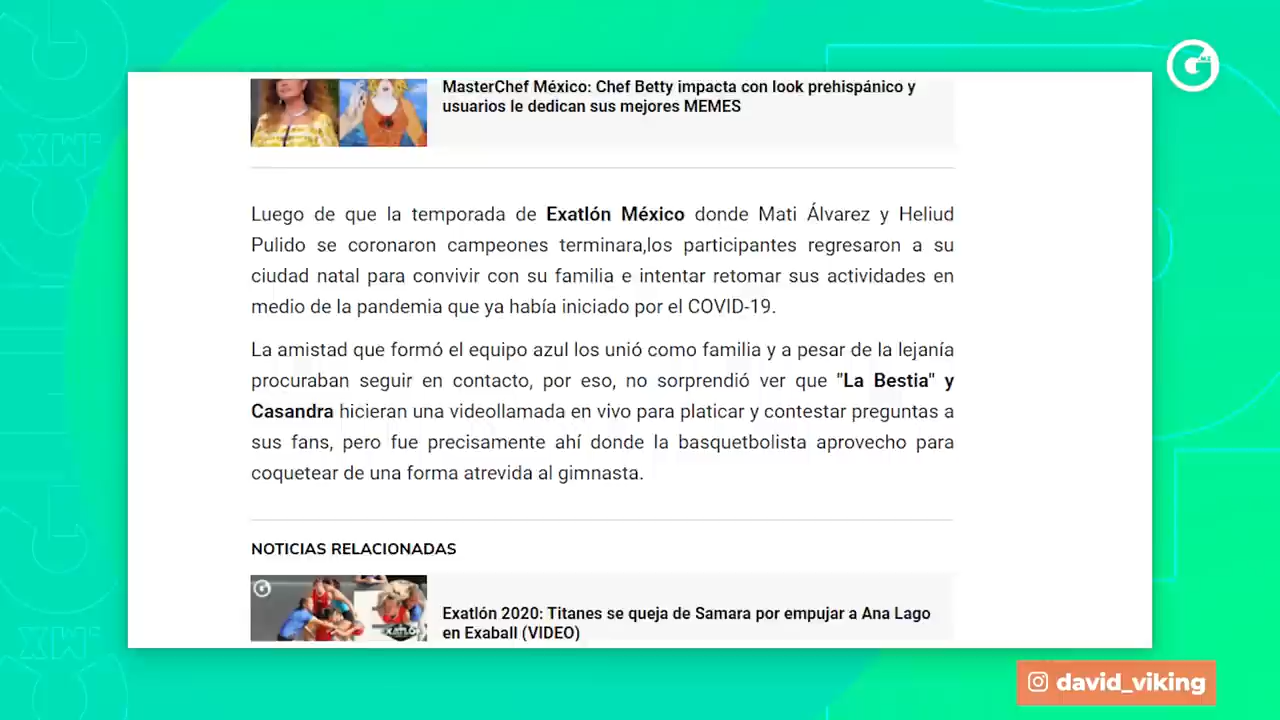 MasterChef México: Chef Betty impacta con look prehispánico y
usuarios le dedican sus mejores MEMES
Luego de que la temporada de Exatlón México donde Mati Álvarez y Heliud
Pulido se coronaron campeones terminara,los participantes regresaron a su
ciudad natal para convivir con su familia e intentar retomar sus actividades en
medio de la pandemia que ya había iniciado por el COVID-19.
La amistad que formó el equipo azul los unió como familia y a pesar de la lejanía
procuraban seguir en contacto, por eso, no sorprendió ver que "La Bestia" y
Casandra hicieran una videollamada en vivo para platicar y contestar preguntas a
sus fans, pero fue precisamente ahí donde la basquetbolista aprovecho para
coquetear de una forma atrevida al gimnasta.
NOTICIAS RELACIONADAS
Exatlón 2020: Titanes se queja de Samara por empujar a Ana Lago
en Exaball (VIDEO)
david_viking